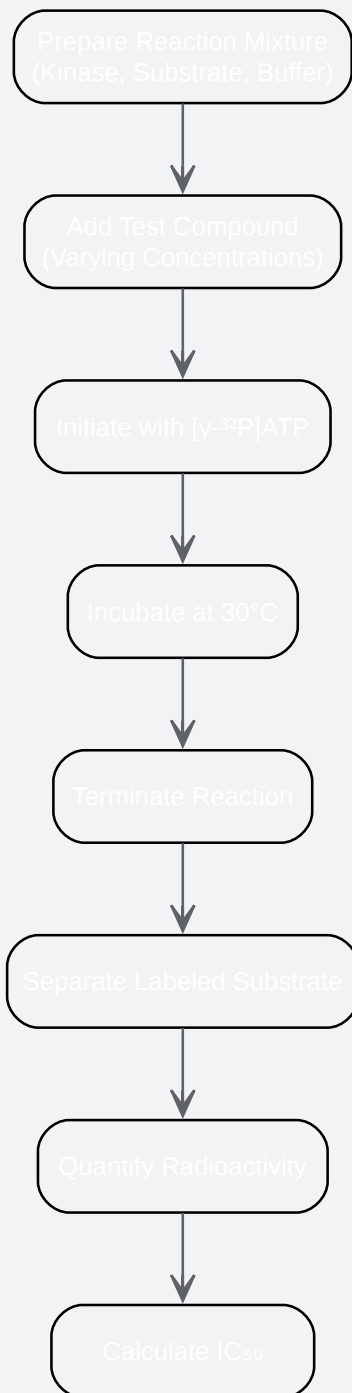 Prepare Reaction Mixture
(Kinase, Substrate, Buffer)
Add Test Compound
(Varying Concentrations)
Initiate with [γ-³²P]ATP
Incubate at 30°C
Terminate Reaction
Separate Labeled Substrate
Quantify Radioactivity
Calculate IC₅₀